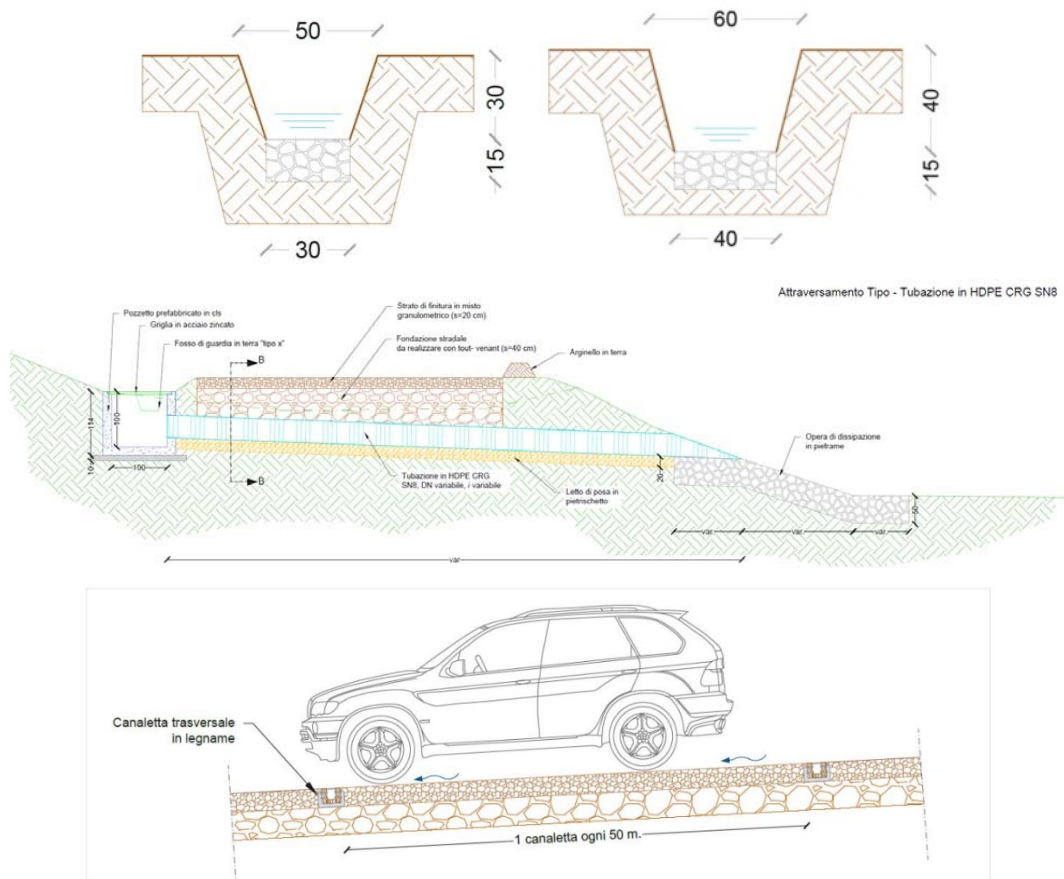 50
60
30
15
40
15
30
40
Attraversamento Tipo - Tubazione in HDPE CRG SN8
Pozzetto prefabbricato in cls
Griglia in acciaio zincato
Fosso di guardia in terra "tipo x"
Strato di finitura in misto
granulometrico (s=20 cm)
Fondazione stradale
da realizzare con tout- venant (s=40 cm)
Arginello in terra
B
114
100
100
10
B
Tubazione in HDPE CRG
SN8, DN variabile, i variabile
Letto di posa in
pietrischetto
Opera di dissipazione
in pietrame
20
50
var
var
var
var
Canaletta trasversale
in legname
1 canaletta ogni 50 m.